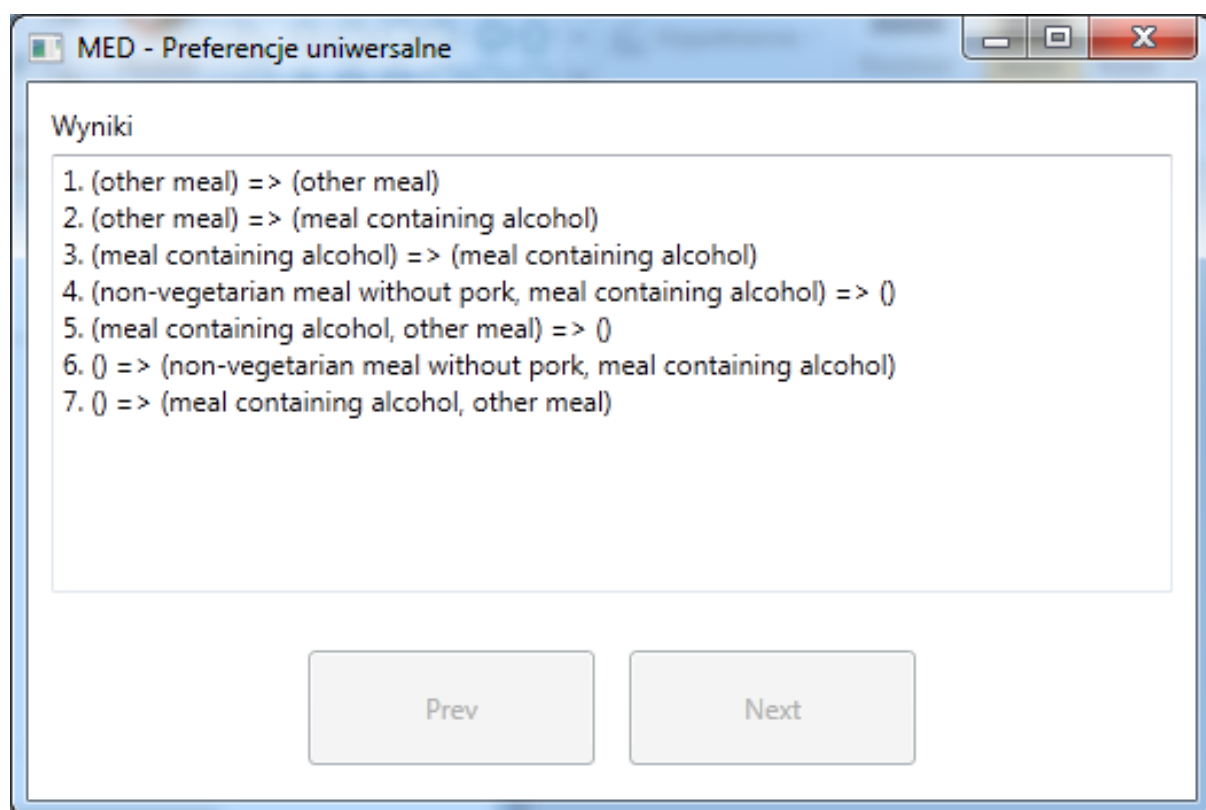 MED - Preferencje uniwersalne
Wyniki
1. (other meal) => (other meal)
2. (other meal) => (meal containing alcohol)
3. (meal containing alcohol) => (meal containing alcohol)
4. (non-vegetarian meal without pork, meal containing alcohol) => ()
5. (meal containing alcohol, other meal) => ()
6. () => (non-vegetarian meal without pork, meal containing alcohol)
7. () => (meal containing alcohol, other meal)
Prev Next